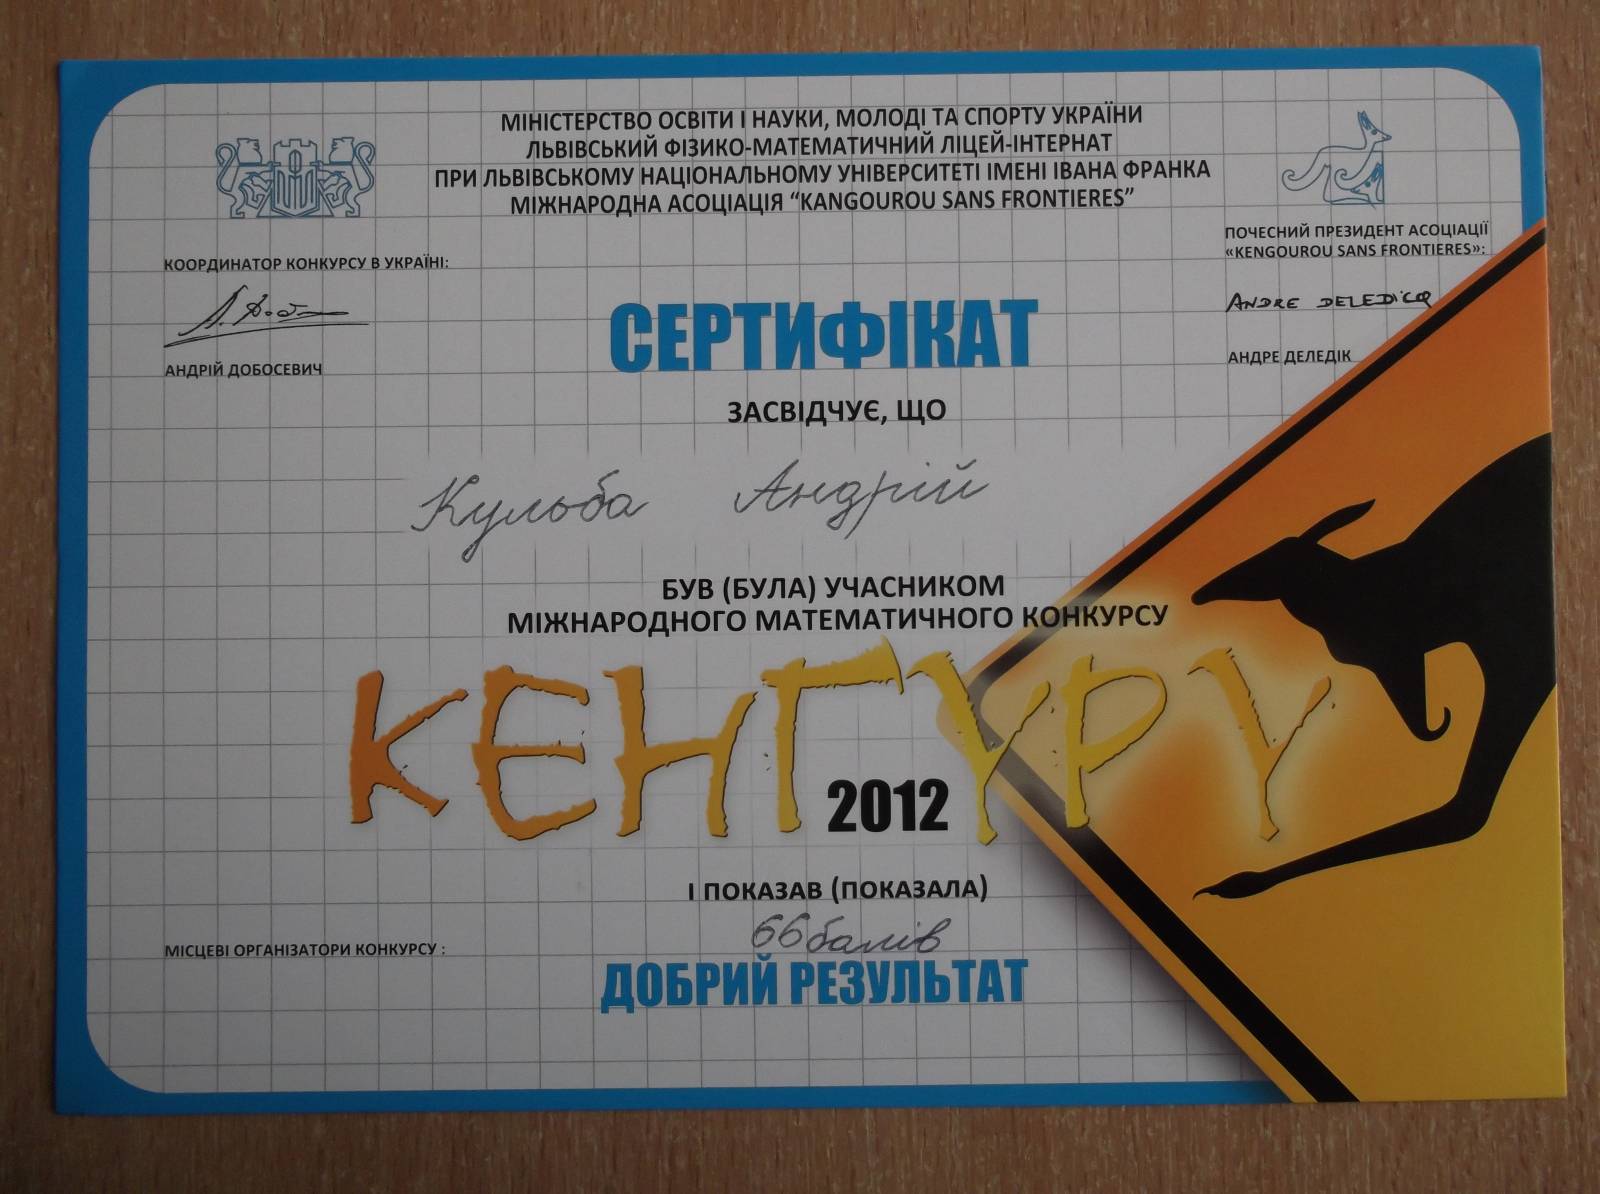 МІНІСТЕРСТВО ОСВІТИ І НАУКИ, МОЛОДІ ТА СПОРТУ УКРАЇНИ
ЛЬВІВСЬКИЙ ФІЗИКО-МАТЕМАТИЧНИЙ ЛІЦЕЙ-ІНТЕРНАТ
ПРИ ЛЬВІВСЬКОМУ НАЦІОНАЛЬНОМУ УНІВЕРСИТЕТІ ІМЕНІ ІВАНА ФРАНКА
МІЖНАРОДНА АСОЦІАЦІЯ “KANGOUROU SANS FRONTIERES”
КООРДИНАТОР КОНКУРСУ В УКРАЇНІ:
АНДРІЙ ДОБОСЕВИЧ
ПОЧЕСНИЙ ПРЕЗИДЕНТ АСОЦІАЦІЇ
«KENGOUROU SANS FRONTIERES»:
ANDRE DELEDICQ
АНДРЕ ДЕЛЕДІК
СЕРТИФІКАТ
ЗАСВІДЧУЄ, ЩО
Кульба Андрій
БУВ (БУЛА) УЧАСНИКОМ
МІЖНАРОДНОГО МАТЕМАТИЧНОГО КОНКУРСУ
КЕНГУРУ
2012
І ПОКАЗАВ (ПОКАЗАЛА)
66 балів
МІСЦЕВІ ОРГАНІЗАТОРИ КОНКУРСУ :
ДОБРИЙ РЕЗУЛЬТАТ